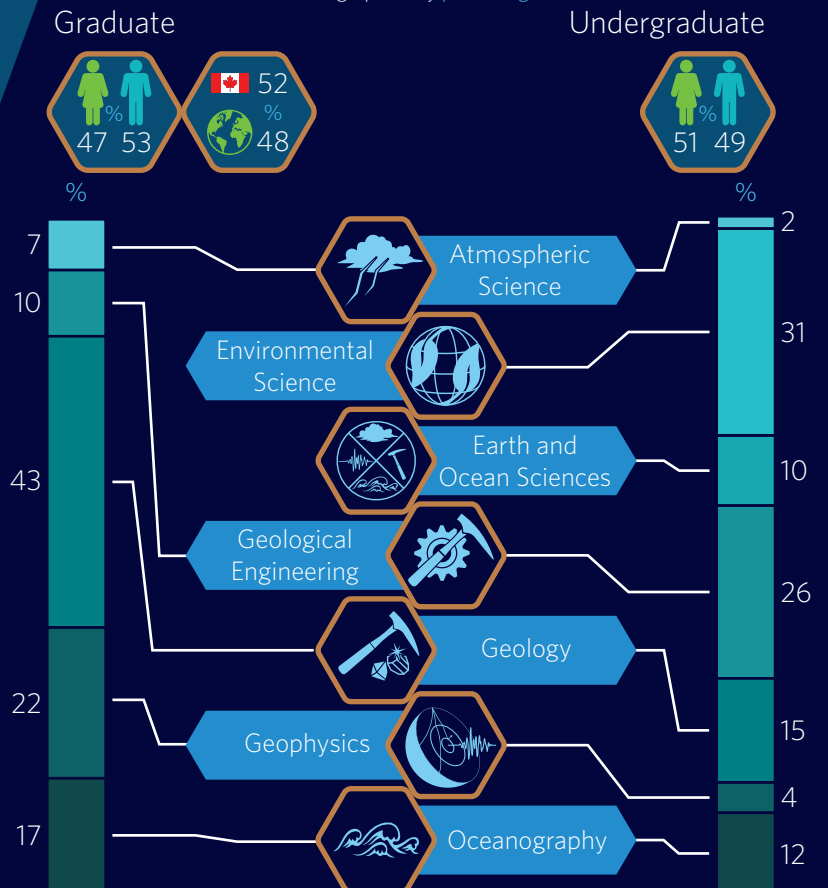 Graduate
Undergraduate
52
%
%
%
47 53
48
51 49
%
%
7
2
Atmospheric
Science
10
31
Environmental
Science
43
Earth and
Ocean Sciences
10
Geological
Engineering
26
Geology
22
Geophysics
15
4
17
Oceanography
12